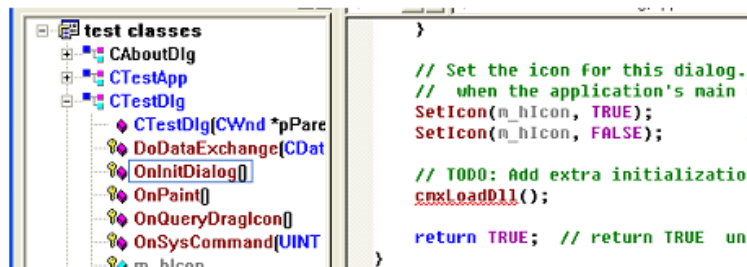 test classes
CAboutDlg
CTestApp
CTestDlg
CTestDlg(CWnd *pPare
DoDataExchange(CDat
OnInitDialog()
OnPaint()
OnQueryDragIcon()
OnSysCommand(UINT
m_hIcon
}
// Set the icon for this dialog.
// when the application's main
SetIcon(m_hIcon, TRUE);
SetIcon(m_hIcon, FALSE);
// TODO: Add extra initializatio
cmxLoadDll();
return TRUE; // return TRUE un
}